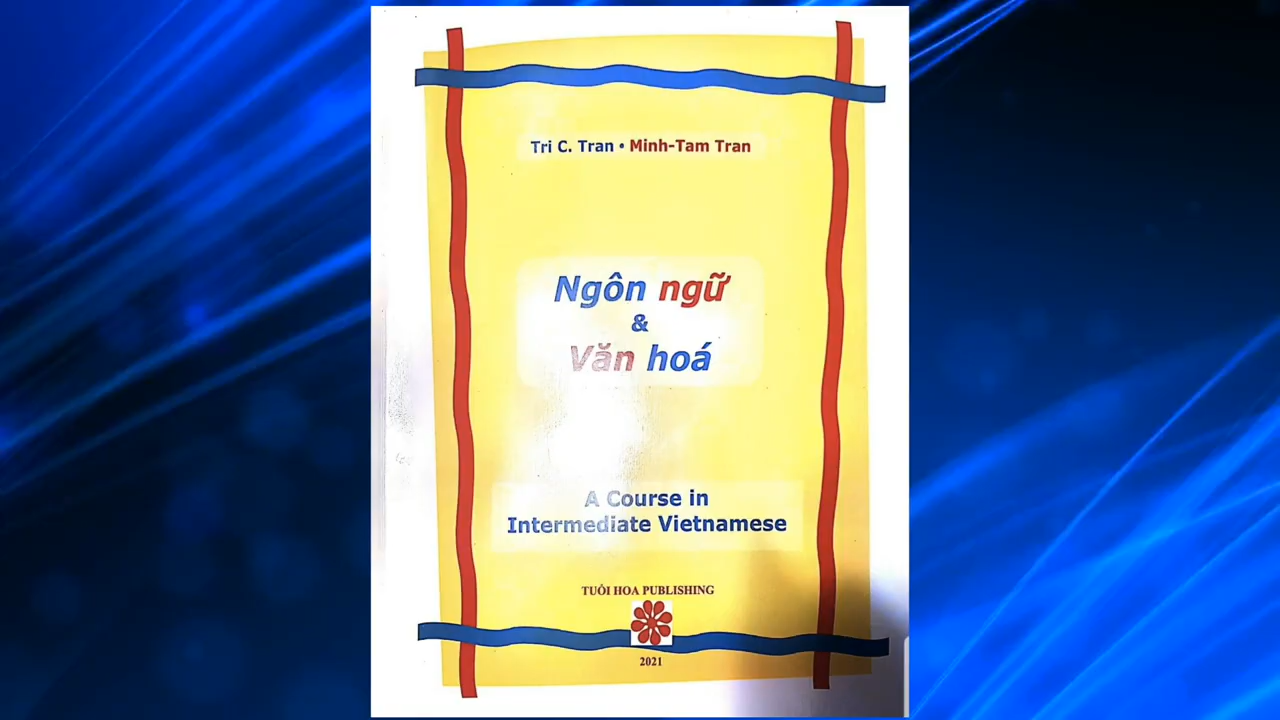 Tri C. Tran • Minh-Tam Tran
Ngôn ngữ
&
Văn hoá
A Course in
Intermediate Vietnamese
TUỔI HOA PUBLISHING
2021